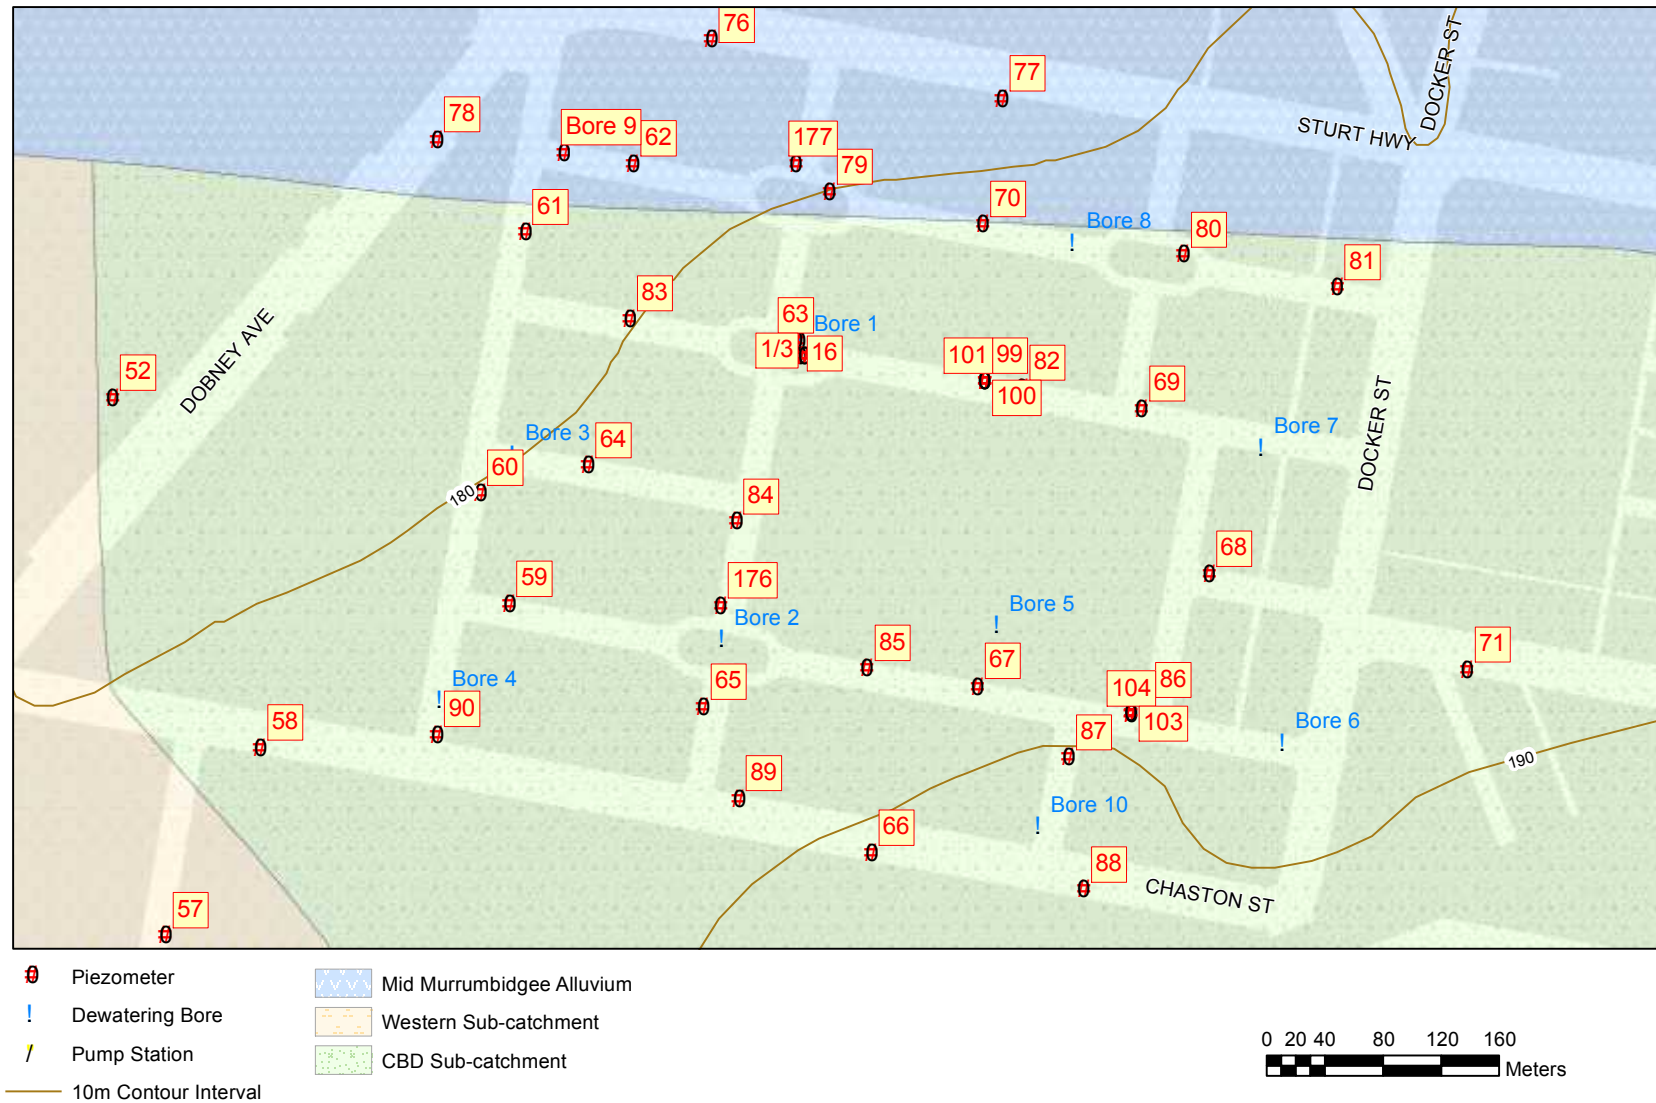 76
77
DOCKER ST
78
Bore 9
62
177
STURT HWY
79
61
70
Bore 8
80
81
83
63
Bore 1
1/3
16
101
99
82
100
69
52
DOBNEY AVE
Bore 3
64
60
180
Bore 7
DOCKER ST
84
68
59
176
Bore 2
Bore 5
85
67
71
Bore 4
90
65
104
86
103
58
87
Bore 6
190
89
66
Bore 10
88
CHASTON ST
57
Piezometer
Dewatering Bore
Pump Station
10m Contour Interval
Mid Murrumbidgee Alluvium
Western Sub-catchment
CBD Sub-catchment
0 20 40 80 120 160
Meters